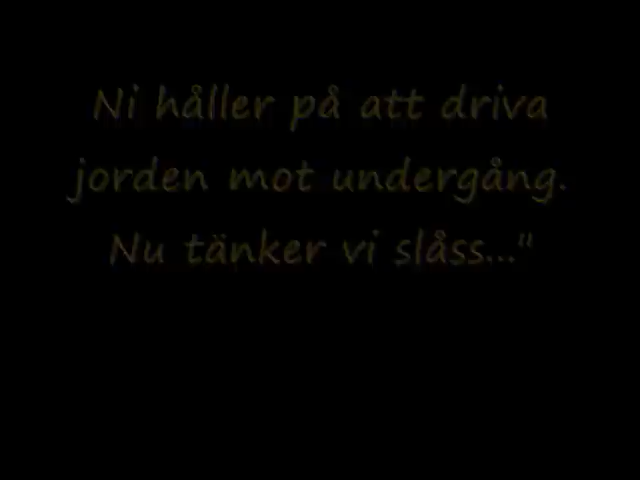 Ni håller på att driva
jorden mot undergång.
Nu tänker vi slåss..."